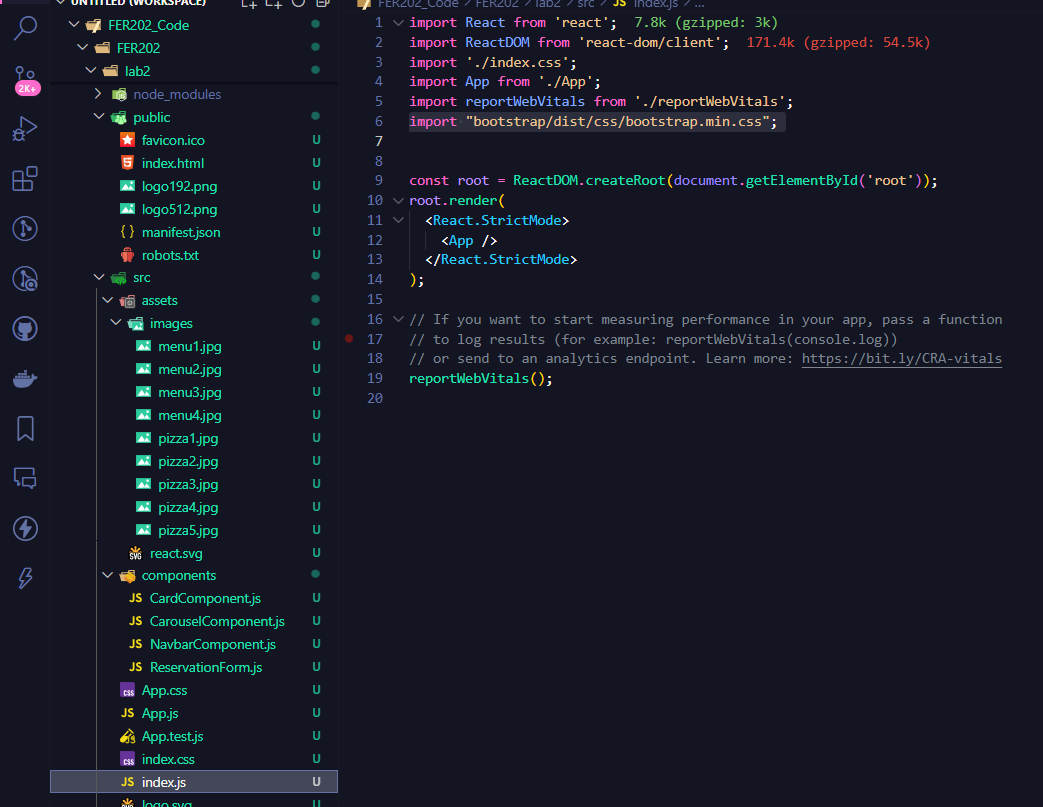 UNTITLED (WORKSPACE)
FER202_Code
FER202
lab2
node_modules
public
favicon.ico U
index.html U
logo192.png U
logo512.png U
manifest.json U
robots.txt U
src
assets
images
menu1.jpg U
menu2.jpg U
menu3.jpg U
menu4.jpg U
pizza1.jpg U
pizza2.jpg U
pizza3.jpg U
pizza4.jpg U
pizza5.jpg U
SVG react.svg U
components
JS CardComponent.js U
JS CarouselComponent.js U
JS NavbarComponent.js U
JS ReservationForm.js U
CSS App.css U
JS App.js U
App.test.js U
CSS index.css U
JS index.js U
logo.svg U
2K+
FER202_Code > FER202 > lab2 > src > JS index.js > ...
1 import React from 'react'; 7.8k (gzipped: 3k)
2 import ReactDOM from 'react-dom/client'; 171.4k (gzipped: 54.5k)
3 import './index.css';
4 import App from './App';
5 import reportWebVitals from './reportWebVitals';
6 import "bootstrap/dist/css/bootstrap.min.css";
7
8
9 const root = ReactDOM.createRoot(document.getElementById('root'));
10 root.render(
11 <React.StrictMode>
12 <App />
13 </React.StrictMode>
14 );
15
16 // If you want to start measuring performance in your app, pass a function
17 // to log results (for example: reportWebVitals(console.log))
18 // or send to an analytics endpoint. Learn more: https://bit.ly/CRA-vitals
19 reportWebVitals();
20